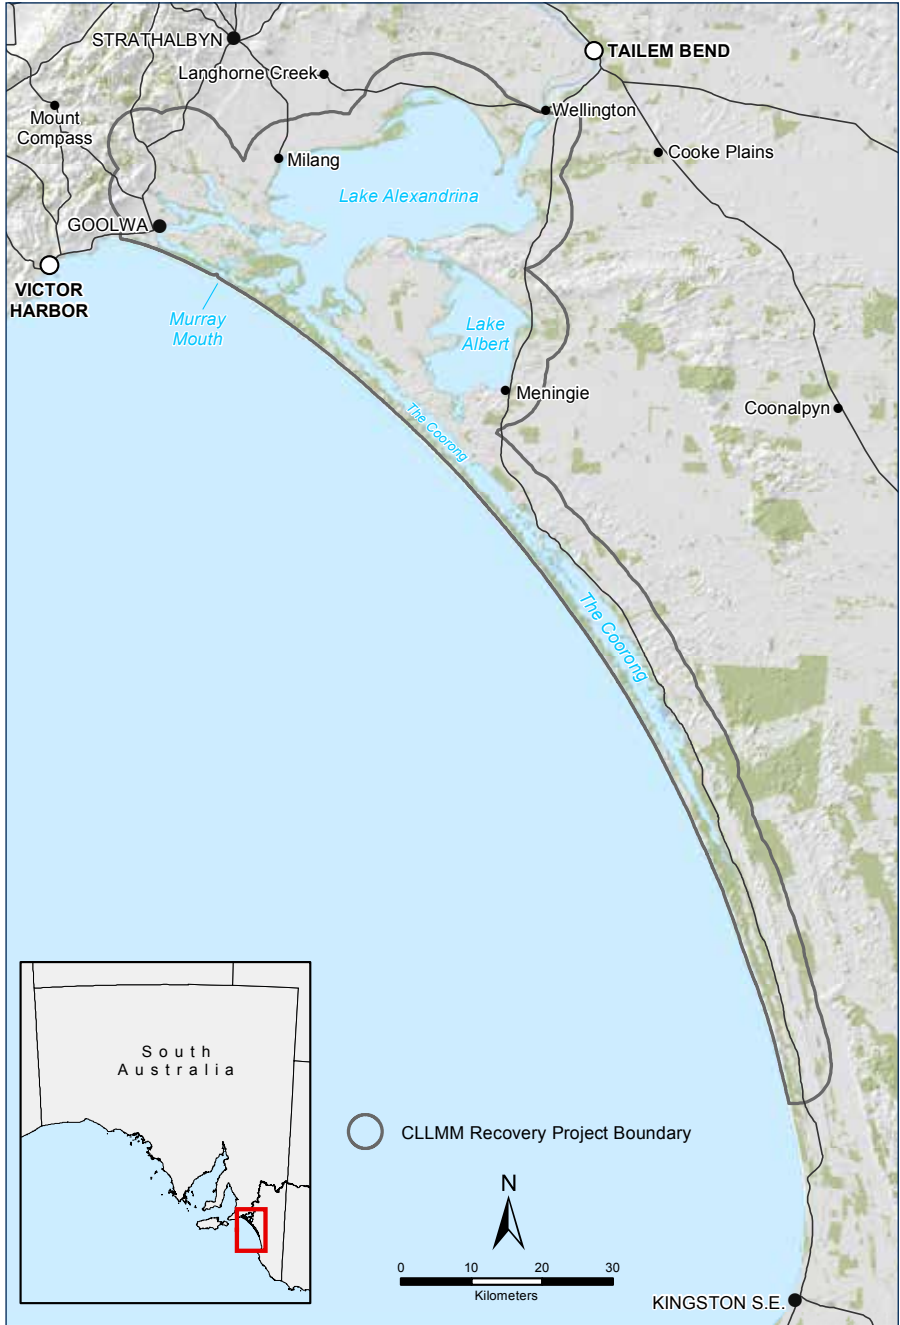 STRATHALBYN
TAILEM BEND
Langhorne Creek
Mount
Compass
Wellington
Milang
Cooke Plains
Lake Alexandrina
GOOLWA
VICTOR
HARBOR
Murray
Mouth
Lake
Albert
Meningie
Coonalpyn
The Coorong
The Coorong
South
Australia
CLLMM Recovery Project Boundary
N
0 10 20 30
Kilometers
KINGSTON S.E.